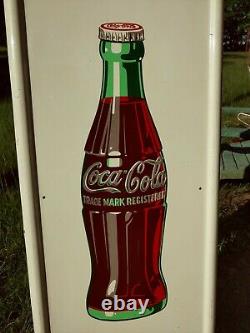 Coca-Cola
TRADE MARK REGISTERED